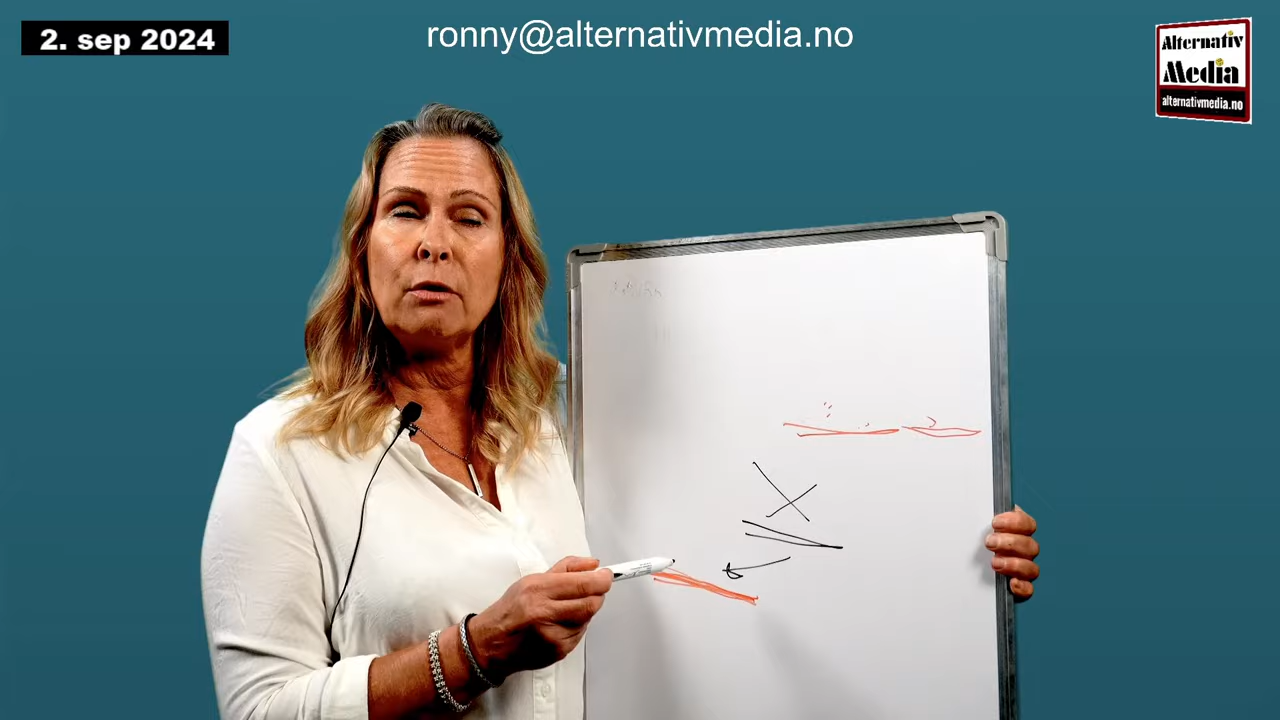 2. sep 2024
ronny@alternativmedia.no
Alternativ
Media
alternativmedia.no